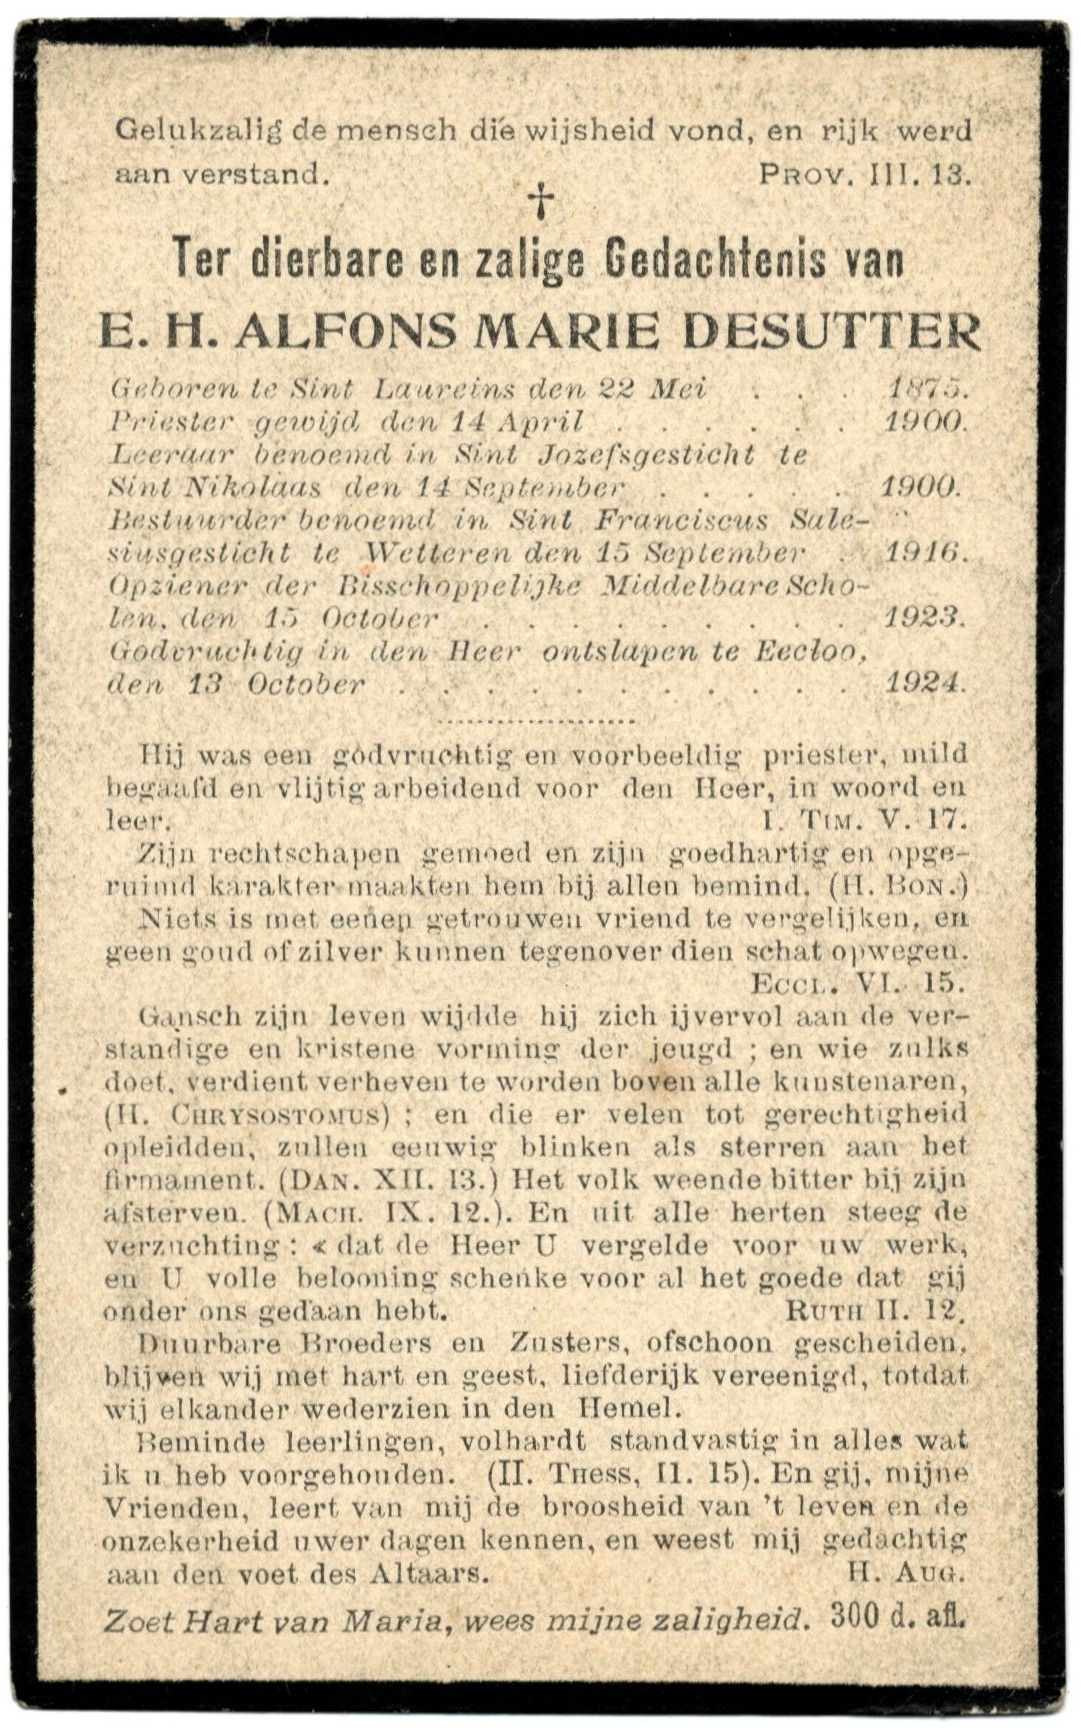 Gelukzalig de mensch die wijsheid vond, en rijk werd
aan verstand. PROV. III. 13.
Ter dierbare en zalige Gedachtenis van
E. H. ALFONS MARIE DESUTTER
Geboren te Sint Laureins den 22 Mei . . . 1875.
Priester gewijd den 14 April . . . . . . 1900.
Leeraar benoemd in Sint Jozefsgesticht te
Sint Nikolaas den 14 September . . . . . 1900.
Bestuurder benoemd in Sint Franciscus Sale-
siusgesticht te Wetteren den 15 September . 1916.
Opziener der Bisschoppelijke Middelbare Scho-
len, den 15 October . . . . . . . . . 1923.
Godvruchtig in den Heer ontslapen te Eecloo,
den 13 October . . . . . . . . . . . 1924.
Hij was een godvruchtig en voorbeeldig priester, mild
begaafd en vlijtig arbeidend voor den Heer, in woord en
leer. I. TIM. V. 17.
Zijn rechtschapen gemoed en zijn goedhartig en opge-
ruimd karakter maakten hem bij allen bemind. (H. BON.)
Niets is met eenen getrouwen vriend te vergelijken, en
geen goud of zilver kunnen tegenover dien schat opwegen.
ECCL. VI. 15.
Gansch zijn leven wijdde hij zich ijvervol aan de ver-
standige en kristene vorming der jeugd ; en wie zulks
doet, verdient verheven te worden boven alle kunstenaren,
(H. CHRYSOSTOMUS) ; en die er velen tot gerechtigheid
opleidden, zullen eeuwig blinken als sterren aan het
firmament. (DAN. XII. 13.) Het volk weende bitter bij zijn
afsterven. (MACH. IX. 12.). En uit alle herten steeg de
verzuchting : « dat de Heer U vergelde voor uw werk,
en U volle belooning schenke voor al het goede dat gij
onder ons gedaan hebt. RUTH II. 12.
Duurbare Broeders en Zusters, ofschoon gescheiden,
blijven wij met hart en geest, liefderijk vereenigd, totdat
wij elkander wederzien in den Hemel.
Beminde leerlingen, volhardt standvastig in alles wat
ik u heb voorgehouden. (II. THESS, II. 15). En gij, mijne
Vrienden, leert van mij de broosheid van 't leven en de
onzekerheid uwer dagen kennen, en weest mij gedachtig
aan den voet des Altaars. H. AUG.
Zoet Hart van Maria, wees mijne zaligheid. 300 d. afl.